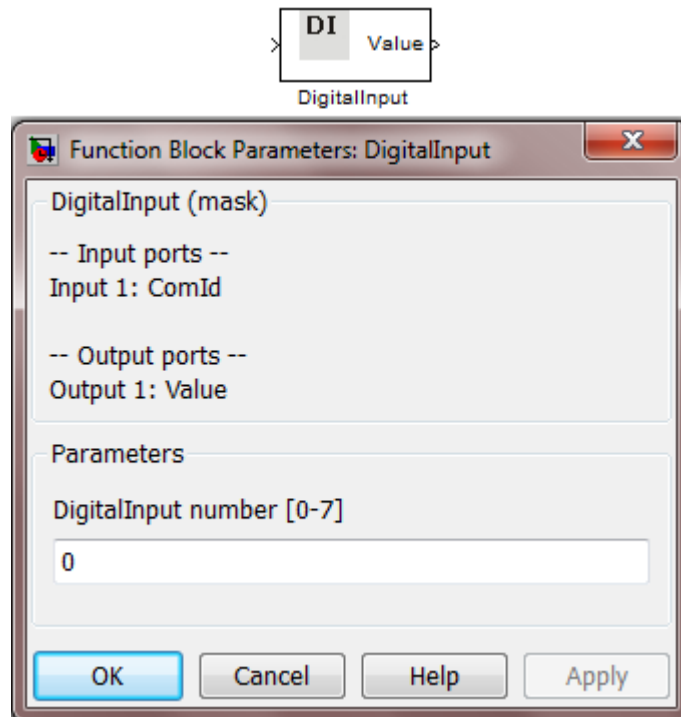 DI
Value
DigitalInput
Function Block Parameters: DigitalInput
DigitalInput (mask)
-- Input ports --
Input 1: ComId
-- Output ports --
Output 1: Value
Parameters
DigitalInput number [0-7]
0
OK Cancel Help Apply